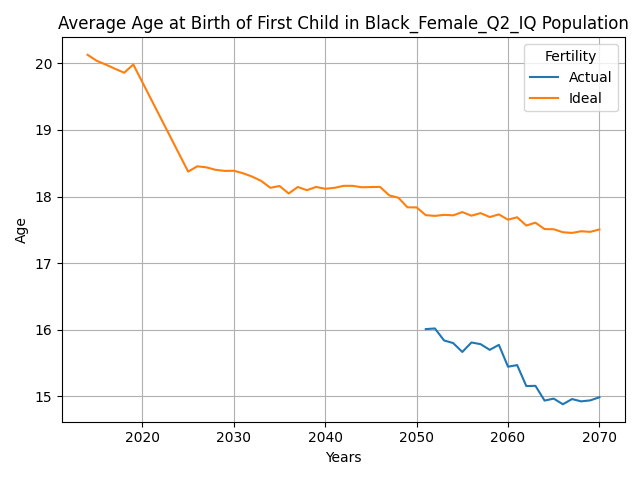 Average Age at Birth of First Child in Black_Female_Q2_IQ Population
Fertility
Actual
Ideal
Age
20
19
18
17
16
15
2020
2030
2040
2050
2060
2070
Years